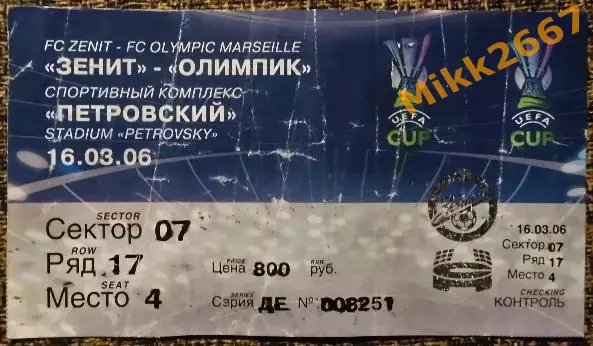 FC ZENIT - FC OLYMPIC MARSEILLE
«ЗЕНИТ» - «ОЛИМПИК»
СПОРТИВНЫЙ КОМПЛЕКС
«ПЕТРОВСКИЙ»
STADIUM «PETROVSKY»
16.03.06
UEFA CUP
UEFA CUP
Mikk2667
SECTOR
Сектор 07
ROW
Ряд 17
SEAT
Место 4
PRICE RUR
Цена 800 руб.
SERIES
Сэрия ДЕ № 008251
16.03.06
Сектор 07
Ряд 17
Место 4
CHECKING
КОНТРОЛЬ